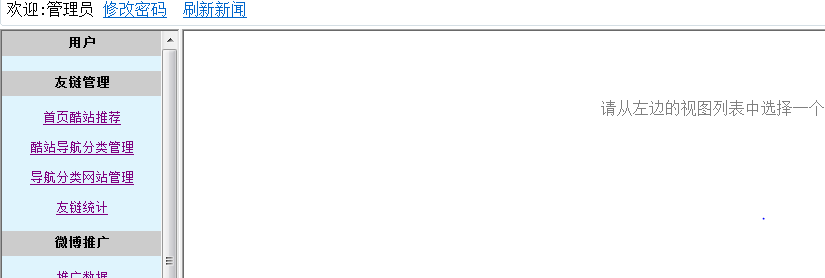 欢迎:管理员 修改密码 刷新新闻
用户
友链管理
首页酷站推荐
酷站导航分类管理
导航分类网站管理
友链统计
微博推广
推广数据
请从左边的视图列表中选择一个